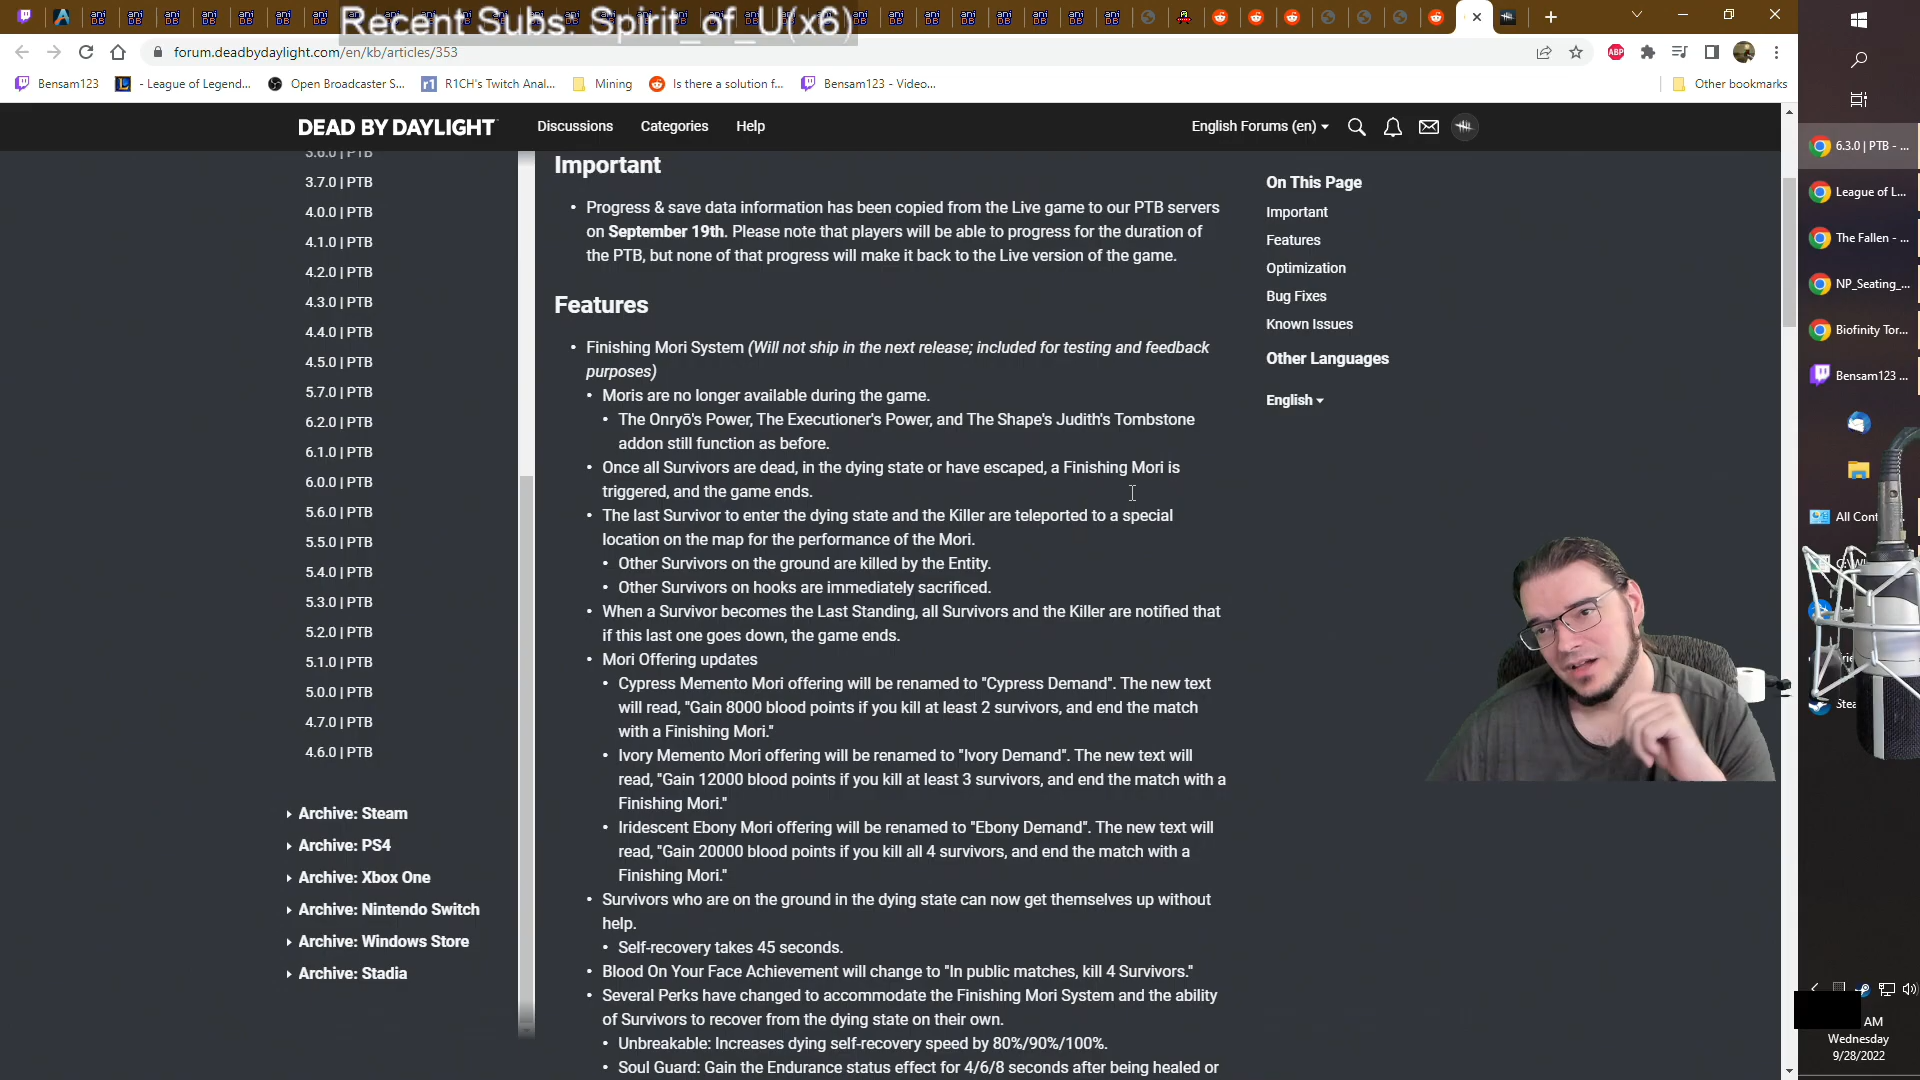 Recent Subs: Spirit_of_U(x6)
forum.deadbydaylight.com/en/kb/articles/353
Bensam123
- League of Legend...
Open Broadcaster S...
R1CH's Twitch Anal...
Mining
Is there a solution f...
Bensam123 - Video...
Other bookmarks
DEAD BY DAYLIGHT
Discussions
Categories
Help
English Forums (en)
3.6.0 | PTB
3.7.0 | PTB
4.0.0 | PTB
4.1.0 | PTB
4.2.0 | PTB
4.3.0 | PTB
4.4.0 | PTB
4.5.0 | PTB
5.7.0 | PTB
6.2.0 | PTB
6.1.0 | PTB
6.0.0 | PTB
5.6.0 | PTB
5.5.0 | PTB
5.4.0 | PTB
5.3.0 | PTB
5.2.0 | PTB
5.1.0 | PTB
5.0.0 | PTB
4.7.0 | PTB
4.6.0 | PTB
Archive: Steam
Archive: PS4
Archive: Xbox One
Archive: Nintendo Switch
Archive: Windows Store
Archive: Stadia
Important
• Progress & save data information has been copied from the Live game to our PTB servers
on September 19th. Please note that players will be able to progress for the duration of
the PTB, but none of that progress will make it back to the Live version of the game.
Features
• Finishing Mori System (Will not ship in the next release; included for testing and feedback
purposes)
• Moris are no longer available during the game.
• The Onryō's Power, The Executioner's Power, and The Shape's Judith's Tombstone
addon still function as before.
• Once all Survivors are dead, in the dying state or have escaped, a Finishing Mori is
triggered, and the game ends.
• The last Survivor to enter the dying state and the Killer are teleported to a special
location on the map for the performance of the Mori.
• Other Survivors on the ground are killed by the Entity.
• Other Survivors on hooks are immediately sacrificed.
• When a Survivor becomes the Last Standing, all Survivors and the Killer are notified that
if this last one goes down, the game ends.
• Mori Offering updates
• Cypress Memento Mori offering will be renamed to "Cypress Demand". The new text
will read, "Gain 8000 blood points if you kill at least 2 survivors, and end the match
with a Finishing Mori."
• Ivory Memento Mori offering will be renamed to "Ivory Demand". The new text will
read, "Gain 12000 blood points if you kill at least 3 survivors, and end the match with a
Finishing Mori."
• Iridescent Ebony Mori offering will be renamed to "Ebony Demand". The new text will
read, "Gain 20000 blood points if you kill all 4 survivors, and end the match with a
Finishing Mori."
• Survivors who are on the ground in the dying state can now get themselves up without
help.
• Self-recovery takes 45 seconds.
• Blood On Your Face Achievement will change to "In public matches, kill 4 Survivors."
• Several Perks have changed to accommodate the Finishing Mori System and the ability
of Survivors to recover from the dying state on their own.
• Unbreakable: Increases dying self-recovery speed by 80%/90%/100%.
• Soul Guard: Gain the Endurance status effect for 4/6/8 seconds after being healed or
On This Page
Important
Features
Optimization
Bug Fixes
Known Issues
Other Languages
English
6.3.0 | PTB - ...
League of L...
The Fallen - ...
NP_Seating_...
Biofinity Tor...
Bensam123 ...
All Cont
Stea
AM
Wednesday
9/28/2022